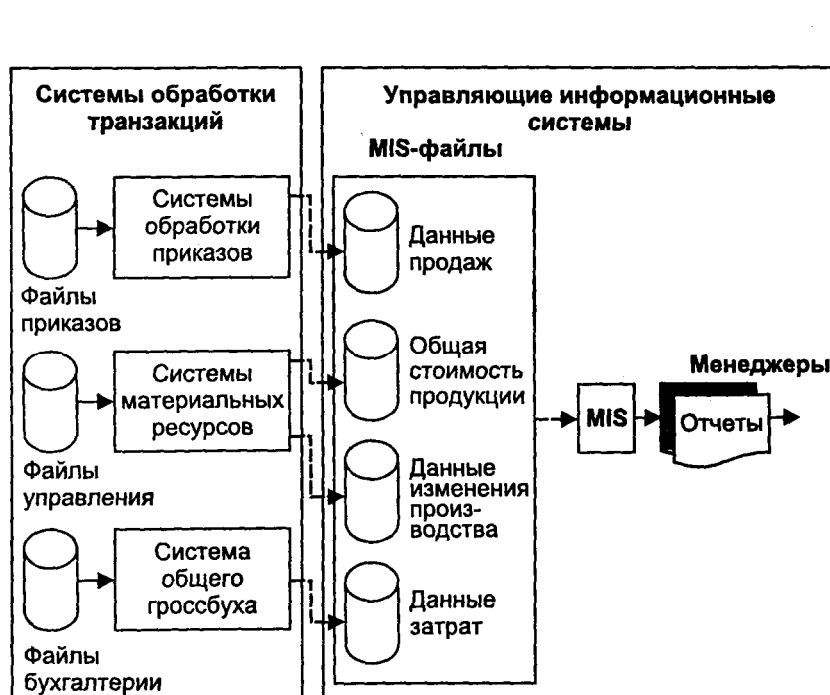 Системы обработки
транзакций
Файлы
приказов
Системы
обработки
приказов
Файлы
управления
Системы
материальных
ресурсов
Файлы
бухгалтерии
Система
общего
гроссбуха
Управляющие информационные
системы
MIS-файлы
Данные
продаж
Общая
стоимость
продукции
Данные
изменения
произ-
водства
Данные
затрат
MIS
Менеджеры
Отчеты